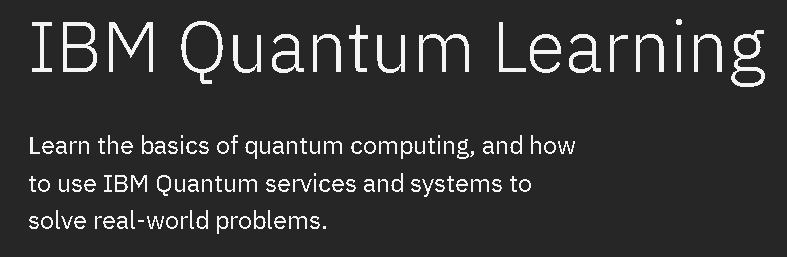 IBM Quantum Learning
Learn the basics of quantum computing, and how
to use IBM Quantum services and systems to
solve real-world problems.